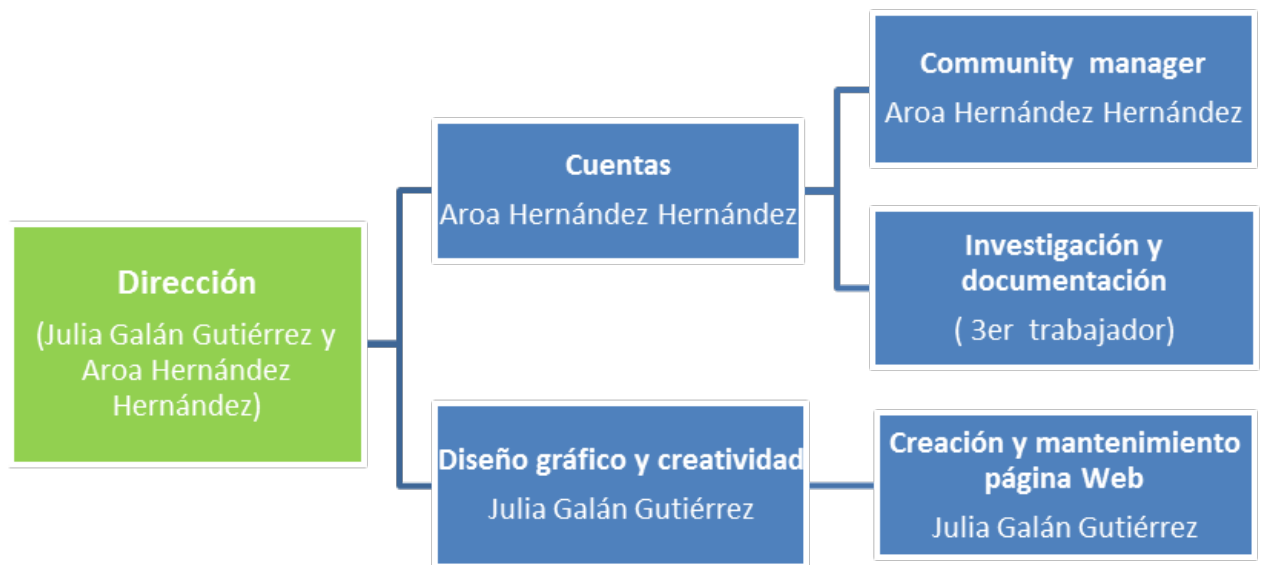 Dirección
(Julia Galán Gutiérrez y
Aroa Hernández
Hernández)
Cuentas
Aroa Hernández Hernández
Community manager
Aroa Hernández Hernández
Investigación y
documentación
( 3er trabajador)
Diseño gráfico y creatividad
Julia Galán Gutiérrez
Creación y mantenimiento
página Web
Julia Galán Gutiérrez